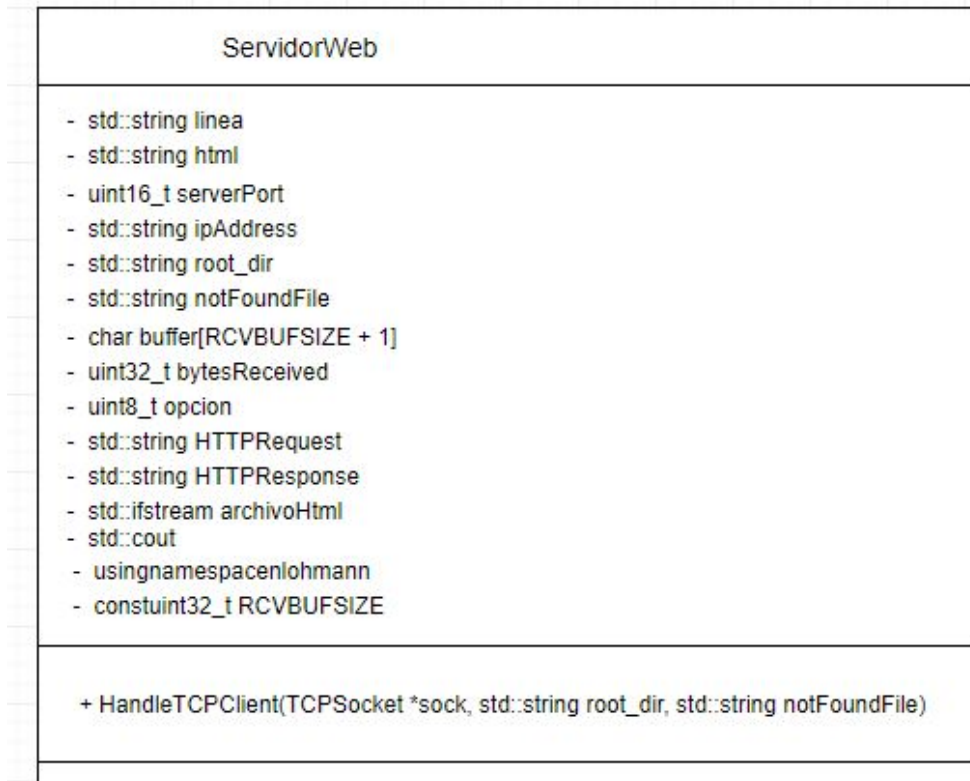 ServidorWeb
- std::string linea
- std::string html
- uint16_t serverPort
- std::string ipAddress
- std::string root_dir
- std::string notFoundFile
- char buffer[RCVBUFSIZE + 1]
- uint32_t bytesReceived
- uint8_t opcion
- std::string HTTPRequest
- std::string HTTPResponse
- std::ifstream archivoHtml
- std::cout
- usingnamespacenlohmann
- constuint32_t RCVBUFSIZE
+ HandleTCPClient(TCPSocket *sock, std::string root_dir, std::string notFoundFile)